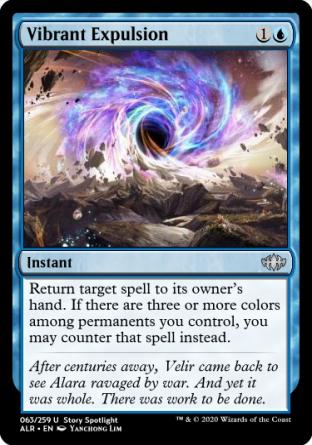 Vibrant Expulsion 1
Instant
Return target spell to its owner's
hand. If there are three or more colors
among permanents you control, you
may counter that spell instead.
After centuries away, Velir came back to
see Alara ravaged by war. And yet it
was whole. There was work to be done.
063/259 U Story Spotlight
ALR • EN Yanchong Lim
™ & © 2020 Wizards of the Coast